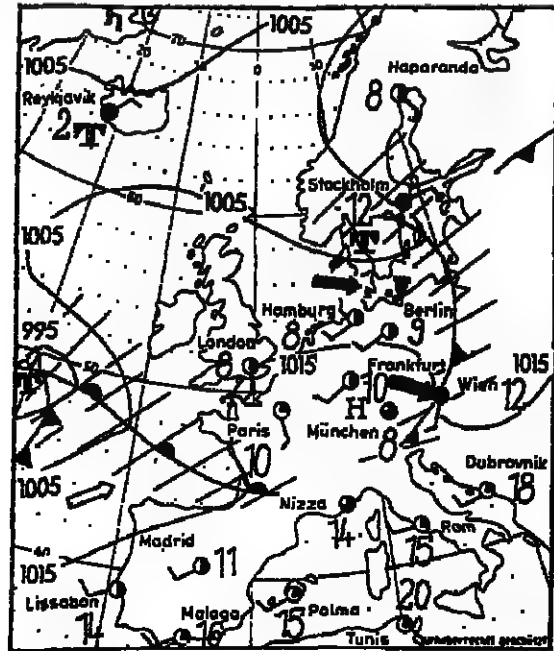 1005
1005
Haparanda
8
Reykjavik
2 T
Stockholm
12
1005
1005
T
Hamburg
Berlin
995
London
8
9
8
1015
Frankfurt
1015
10
Wien
12
H
Paris
München
10
8
Dubrovnik
1005
18
Nizza
14
Rom
Madrid
15
11
1015
Lissabon
14
Malaga
16
Palma
15
20
Tunis